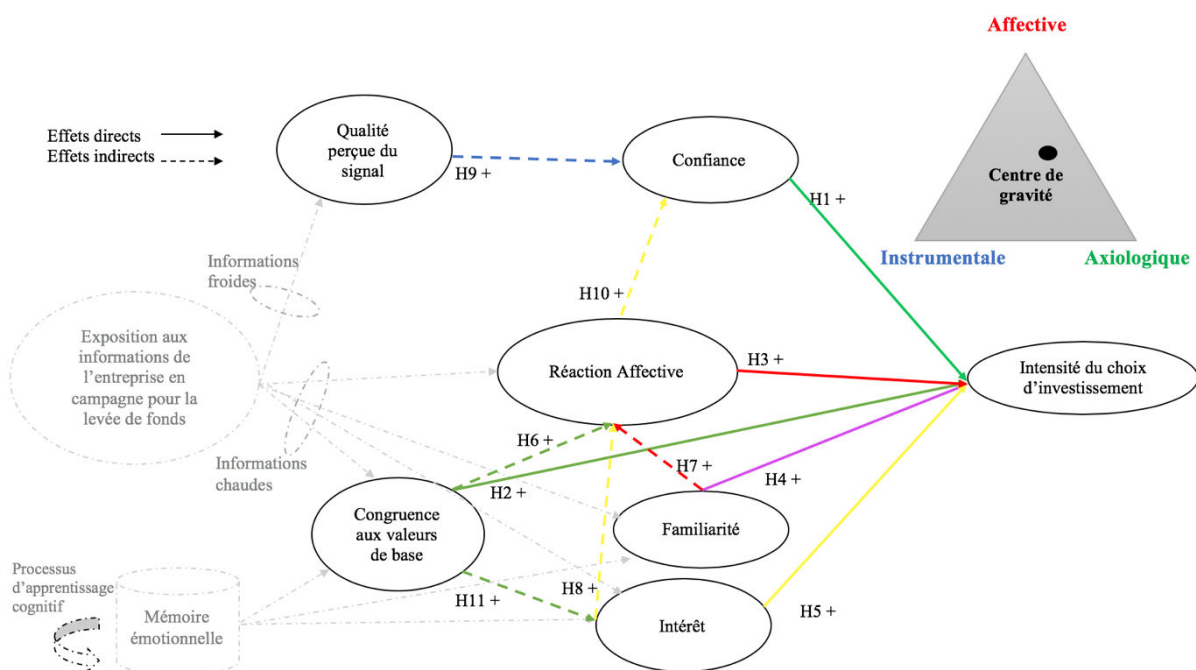 Affective
Effets directs
Effets indirects
Qualité
perçue du
signal
H9 +
Confiance
H1 +
Centre de
gravité
Instrumentale
Axiologique
Informations
froides
H10 +
Exposition aux
informations de
l'entreprise en
campagne pour la
levée de fonds
Réaction Affective
H3 +
Intensité du choix
d'investissement
Informations
chaudes
H6 +
H7 +
H2 +
H4 +
Congruence
aux valeurs
de base
Familiarité
Processus
d'apprentissage
cognitif
H11 +
H8 +
Mémoire
émotionnelle
Intérêt
H5 +